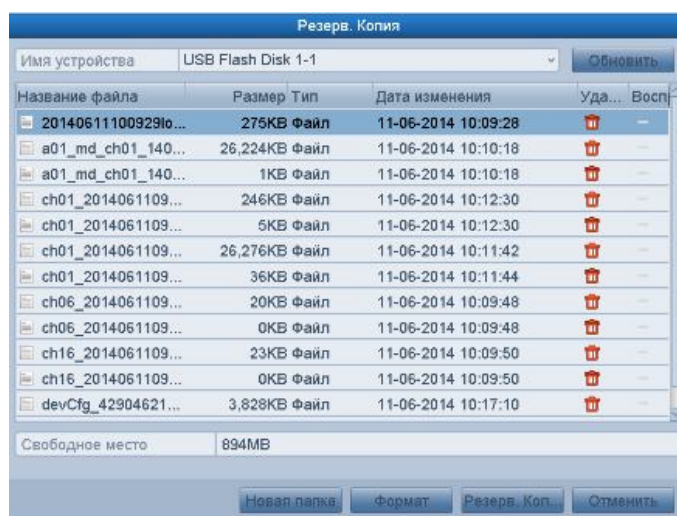 Резерв. Копия
Имя устройства USB Flash Disk 1-1 Обновить
Название файла Размер Тип Дата изменения Уда... Восп
20140611100929lo... 275KB Файл 11-06-2014 10:09:28
a01_md_ch01_140... 26,224KB Файл 11-06-2014 10:10:18
a01_md_ch01_140... 1KB Файл 11-06-2014 10:10:18
ch01_2014061109... 246KB Файл 11-06-2014 10:12:30
ch01_2014061109... 5KB Файл 11-06-2014 10:12:30
ch01_2014061109... 26,276KB Файл 11-06-2014 10:11:42
ch01_2014061109... 36KB Файл 11-06-2014 10:11:44
ch06_2014061109... 20KB Файл 11-06-2014 10:09:48
ch06_2014061109... 0KB Файл 11-06-2014 10:09:48
ch16_2014061109... 23KB Файл 11-06-2014 10:09:50
ch16_2014061109... 0KB Файл 11-06-2014 10:09:50
devCfg_42904621... 3,828KB Файл 11-06-2014 10:17:10
Свободное место 894MB
Новая папка Формат Резерв. Коп... Отменить